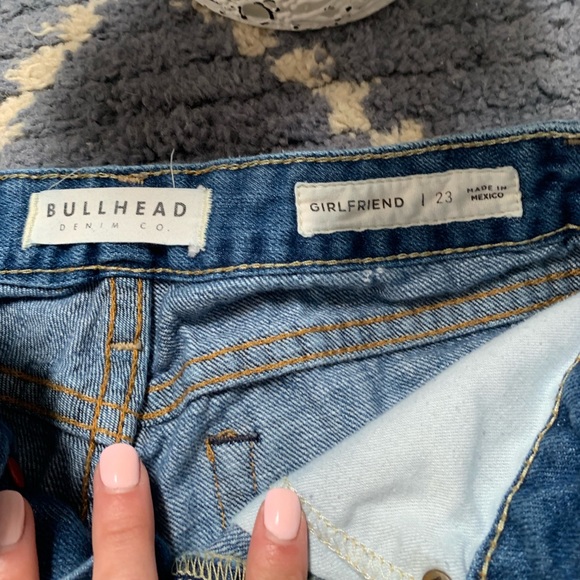 BULLHEAD
DENIM CO.
GIRLFRIEND | 23 MADE IN
MEXICO